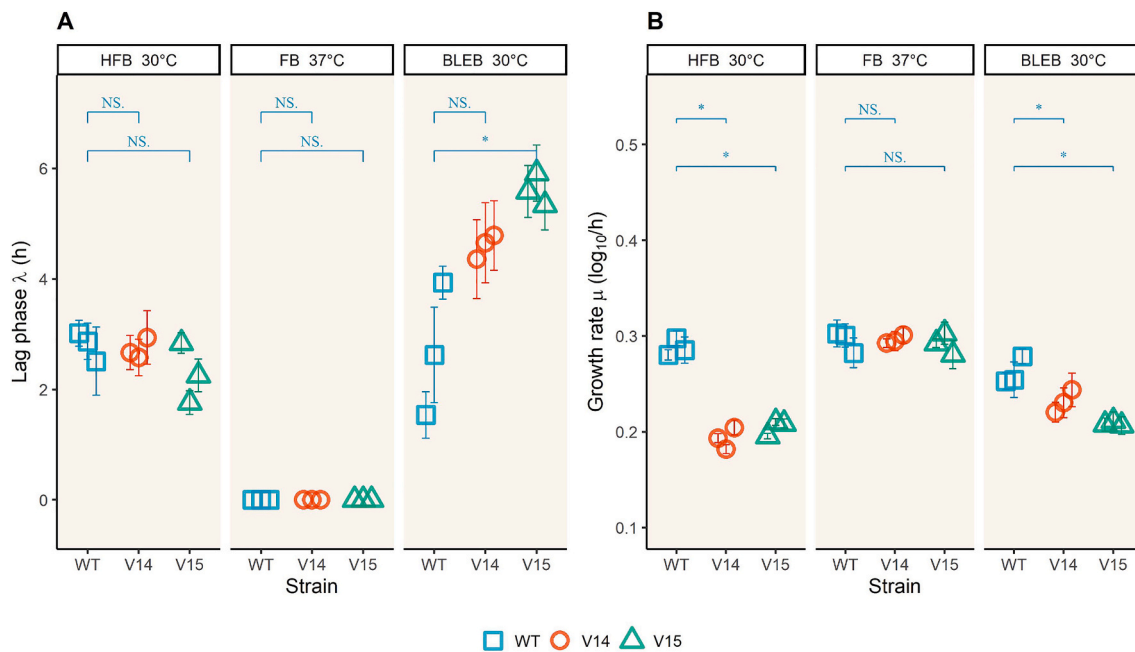 A
B
HFB 30°C
FB 37°C
BLEB 30°C
HFB 30°C
FB 37°C
BLEB 30°C
NS.
NS.
NS.
NS.
NS.
*
*
*
NS.
NS.
*
*
Lag phase λ (h)
6
4
2
0
Growth rate μ (log10/h)
0.5
0.4
0.3
0.2
0.1
WT V14 V15
WT V14 V15
WT V14 V15
WT V14 V15
WT V14 V15
WT V14 V15
Strain
Strain
WT V14 V15